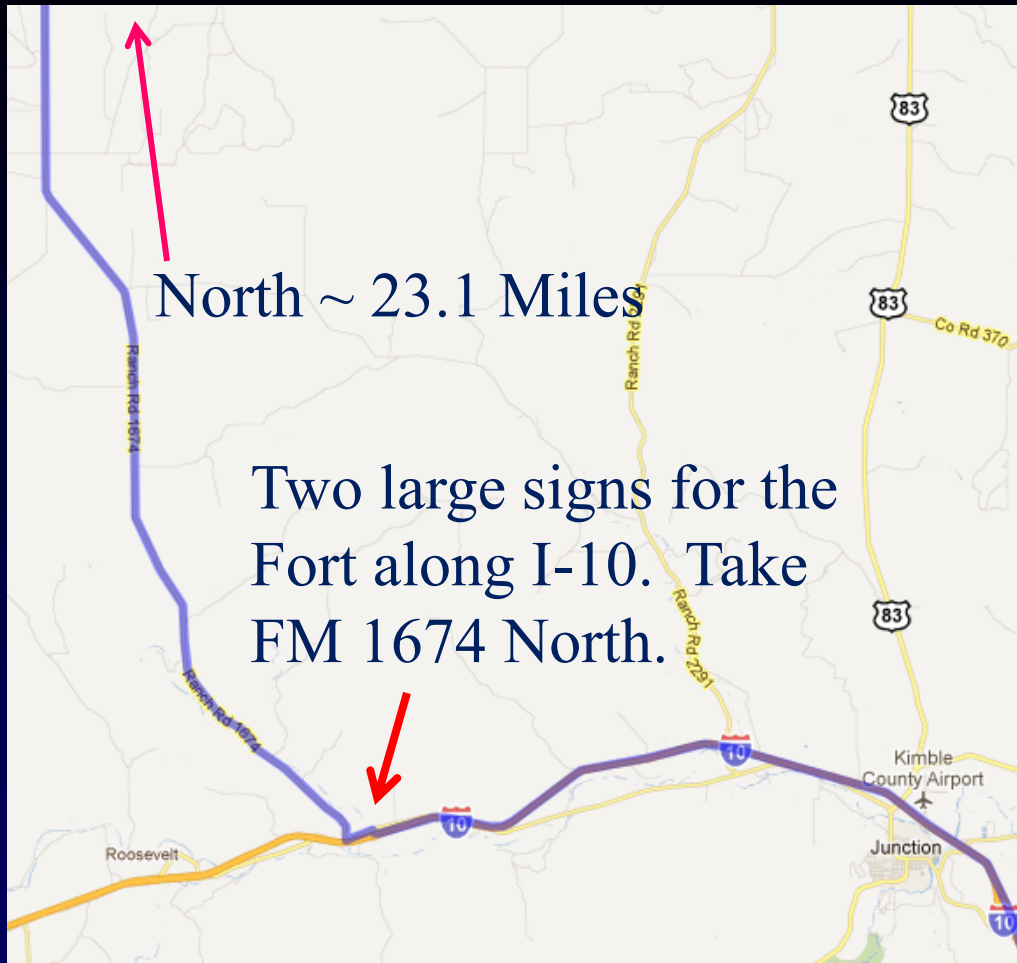 83
North ~ 23.1 Miles
Ranch Rd 2291
83
Co Rd 370
Ranch Rd 1674
Two large signs for the
Fort along I-10.  Take
FM 1674 North.
83
Ranch Rd 2291
Ranch Rd 1674
10
Kimble
County Airport
10
Roosevelt
Junction
10